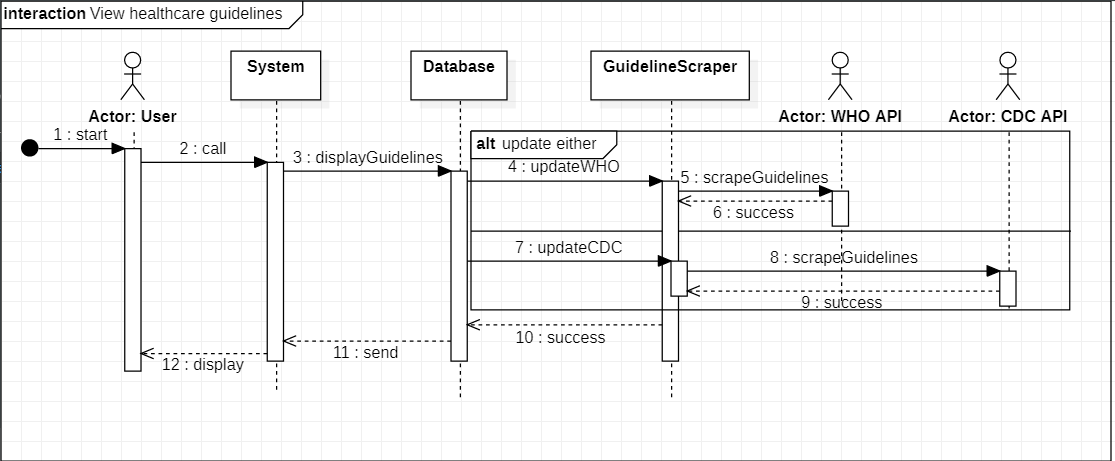 interaction View healthcare guidelines
System
Database
GuidelineScraper
Actor: User
Actor: WHO API
Actor: CDC API
1 : start
2 : call
3 : displayGuidelines
alt update either
4 : updateWHO
5 : scrapeGuidelines
6 : success
7 : updateCDC
8 : scrapeGuidelines
9 : success
10 : success
11 : send
12 : display